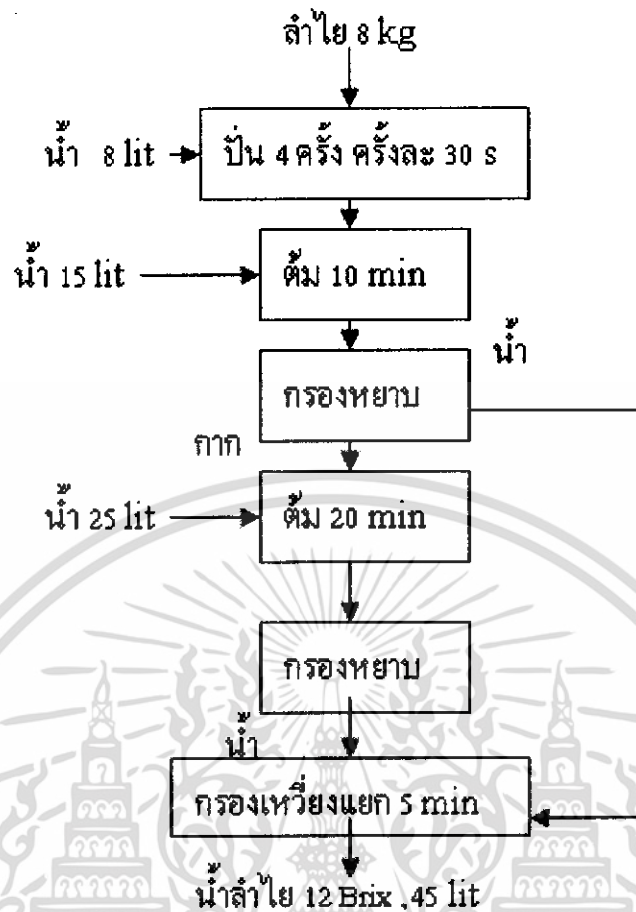 ลำไย 8 kg
น้ำ 8 lit
ปั่น 4 ครั้ง ครั้งละ 30 s
น้ำ 15 lit
ต้ม 10 min
น้ำ
กรองหยาบ
กาก
น้ำ 25 lit
ต้ม 20 min
กรองหยาบ
น้ำ
กรองเหวี่ยงแยก 5 min
น้ำลำไย 12 Brix , 45 lit